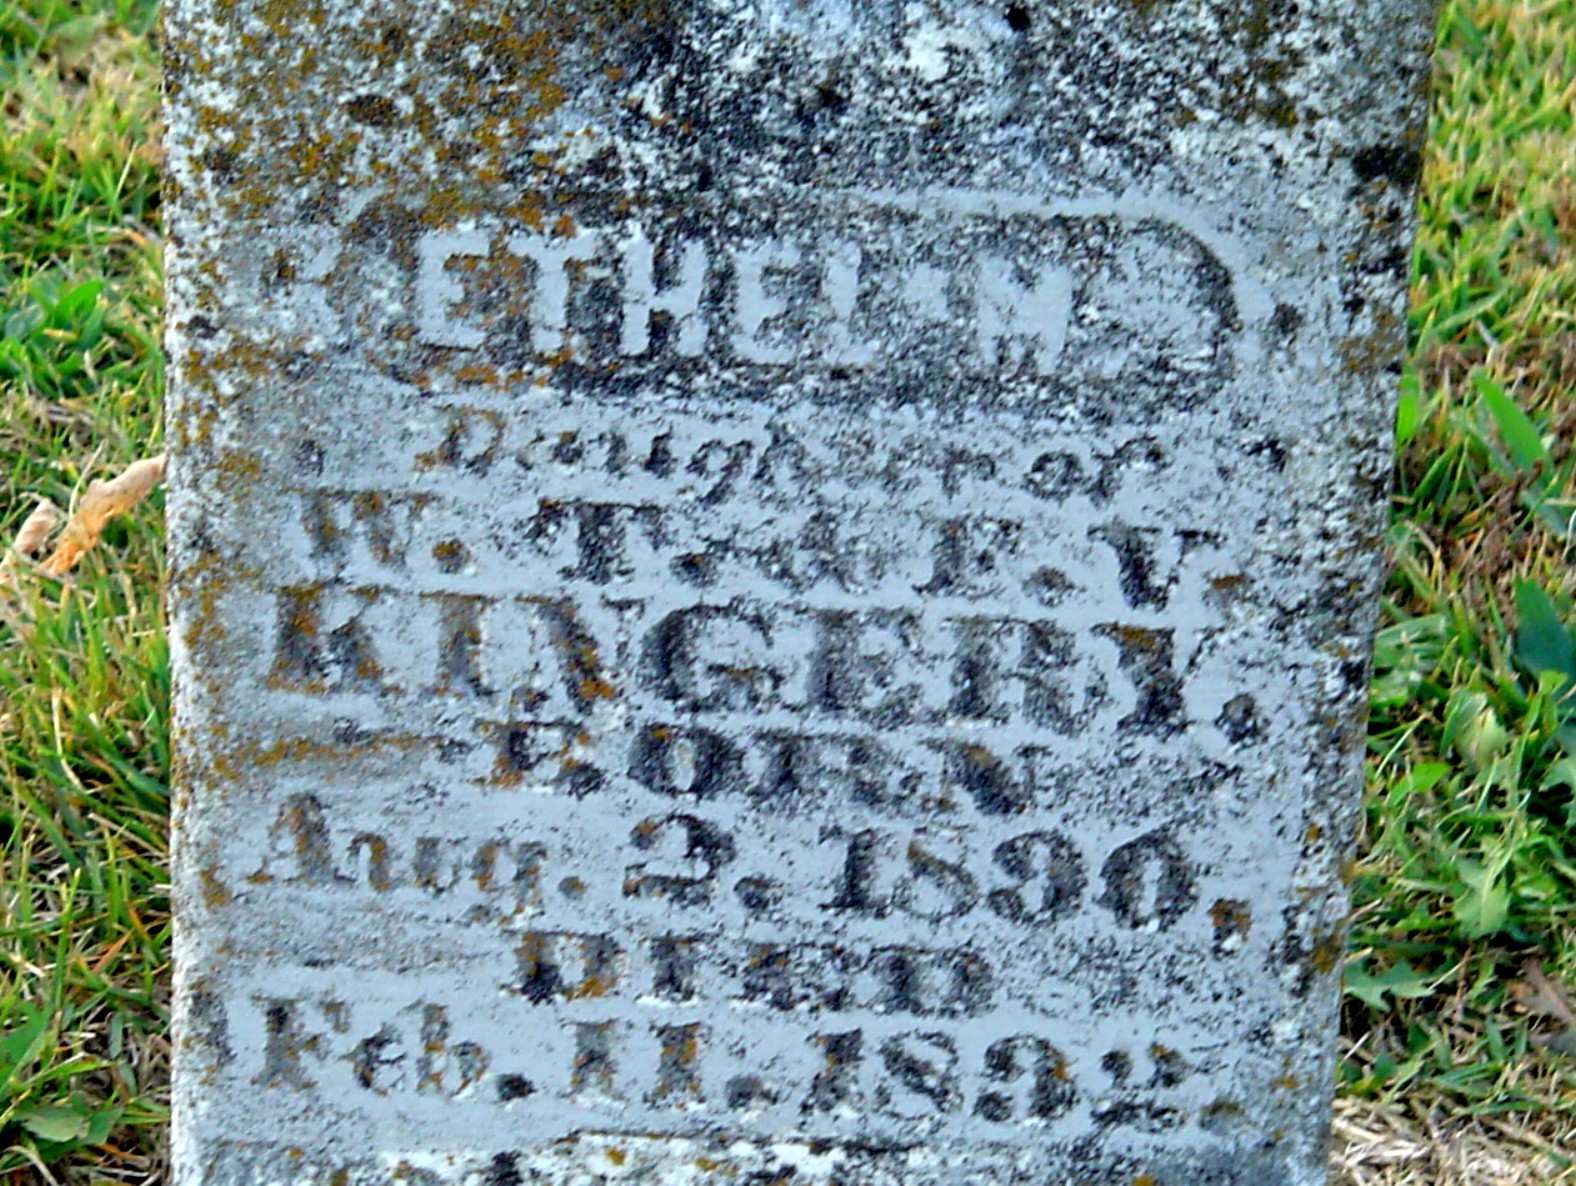 ETHEL M
Daughter of
W. T. & E. V.
KINGERY.
BORN
Aug. 2, 1890.
DIED
Feb. 11. 1892